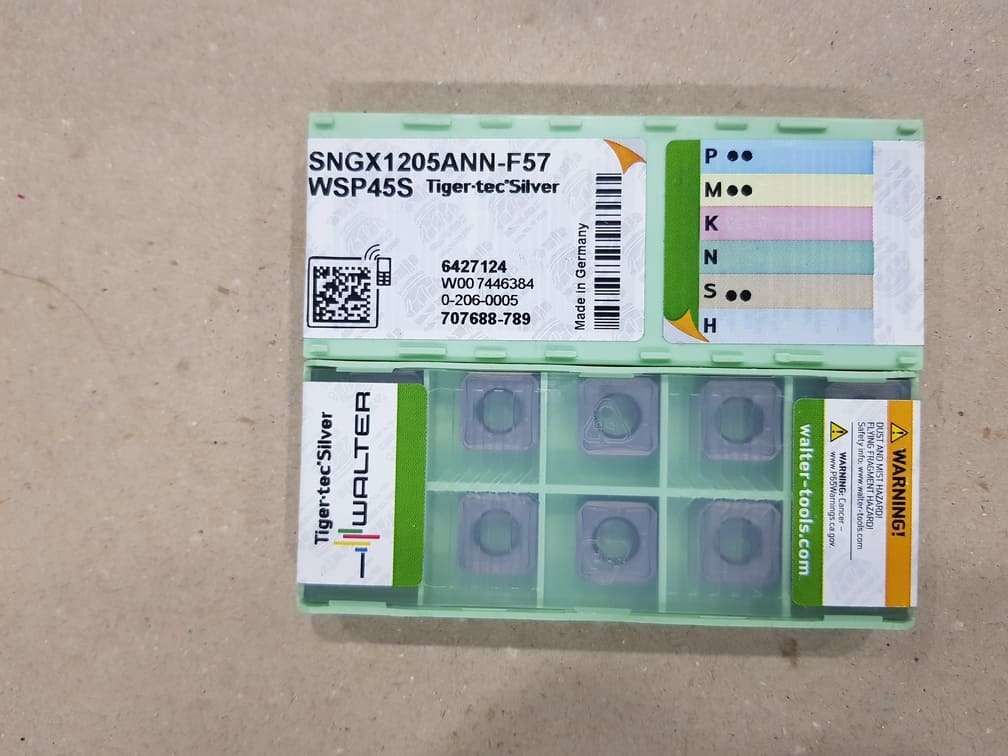 SNGX1205ANN-F57
WSP45S Tiger·tec®Silver
6427124
W00 7446384
0-206-0005
707688-789
Made in Germany
P
M
K
N
S
H
Tiger·tec®Silver
WALTER
walter-tools.com
WARNING: Cancer –
www.P65Warnings.ca.gov
WARNING!
DUST AND MIST HAZARD!
FLYING FRAGMENT HAZARD!
Safety info: www.walter-tools.com